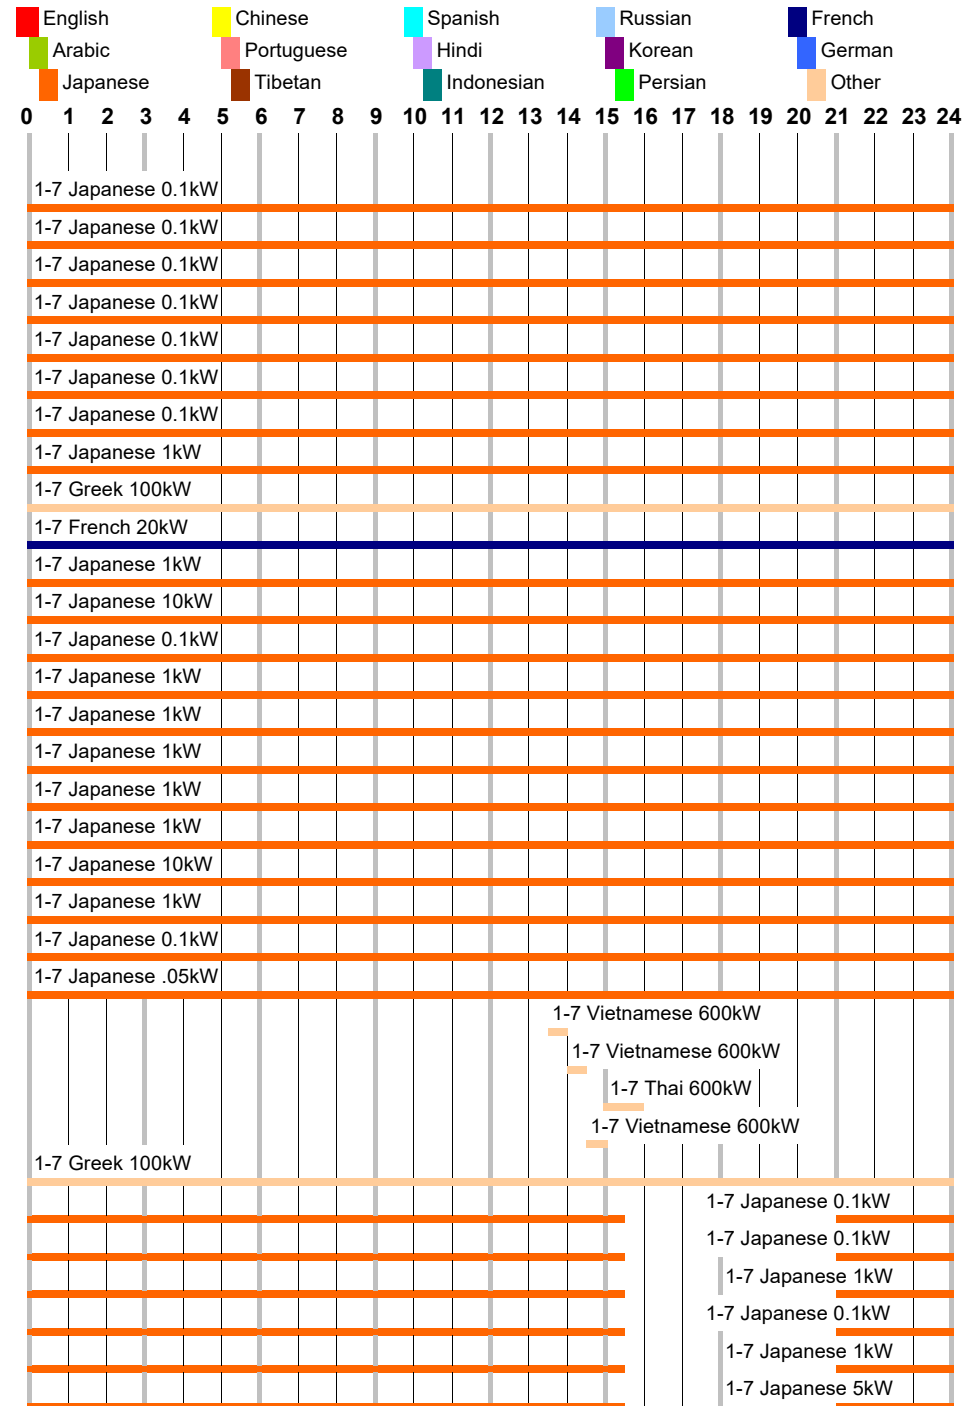 English Chinese Spanish Russian French
Arabic Portuguese Hindi Korean German
Japanese Tibetan Indonesian Persian Other
0 1 2 3 4 5 6 7 8 9 10 11 12 13 14 15 16 17 18 19 20 21 22 23 24
1-7 Japanese 0.1kW
1-7 Japanese 0.1kW
1-7 Japanese 0.1kW
1-7 Japanese 0.1kW
1-7 Japanese 0.1kW
1-7 Japanese 0.1kW
1-7 Japanese 0.1kW
1-7 Japanese 1kW
1-7 Greek 100kW
1-7 French 20kW
1-7 Japanese 1kW
1-7 Japanese 10kW
1-7 Japanese 0.1kW
1-7 Japanese 1kW
1-7 Japanese 1kW
1-7 Japanese 1kW
1-7 Japanese 1kW
1-7 Japanese 1kW
1-7 Japanese 10kW
1-7 Japanese 1kW
1-7 Japanese 0.1kW
1-7 Japanese .05kW
1-7 Vietnamese 600kW
1-7 Vietnamese 600kW
1-7 Thai 600kW
1-7 Vietnamese 600kW
1-7 Greek 100kW
1-7 Japanese 0.1kW
1-7 Japanese 0.1kW
1-7 Japanese 1kW
1-7 Japanese 0.1kW
1-7 Japanese 1kW
1-7 Japanese 5kW